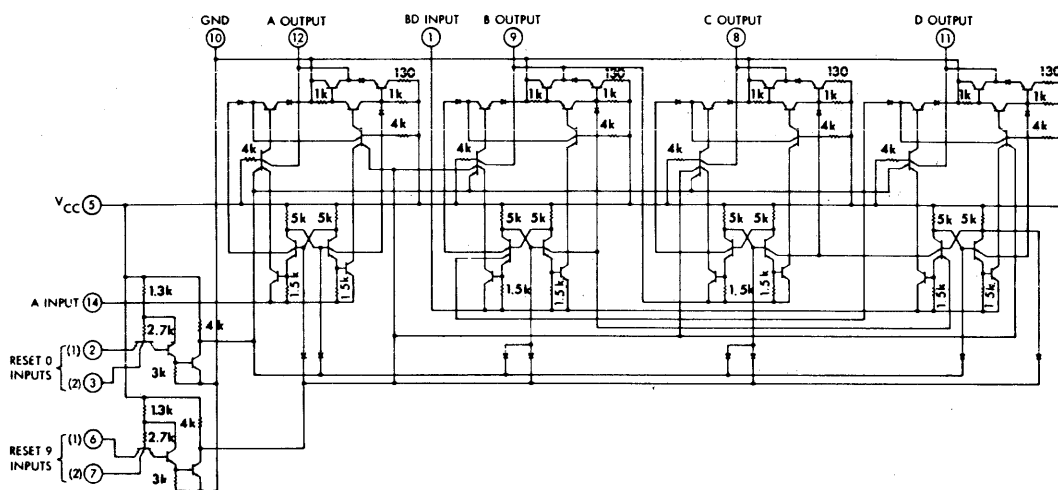 GND A OUTPUT BD INPUT B OUTPUT C OUTPUT D OUTPUT
10 12 1 9 8 11
130 130 130 130
1k 1k 1k 1k 1k 1k 1k 1k
4k 4k 4k 4k
4k 4k 4k 4k
VCC 5
5k 5k 5k 5k 5k 5k 5k 5k
1.5k 1.5k 1.5k 1.5k 1.5k 1.5k 1.5k 1.5k
A INPUT 14
1.3k
4k
2.7k
RESET 0 INPUTS { (1) 2
(2) 3
3k
1.3k
4k
2.7k
RESET 9 INPUTS { (1) 6
(2) 7
3k